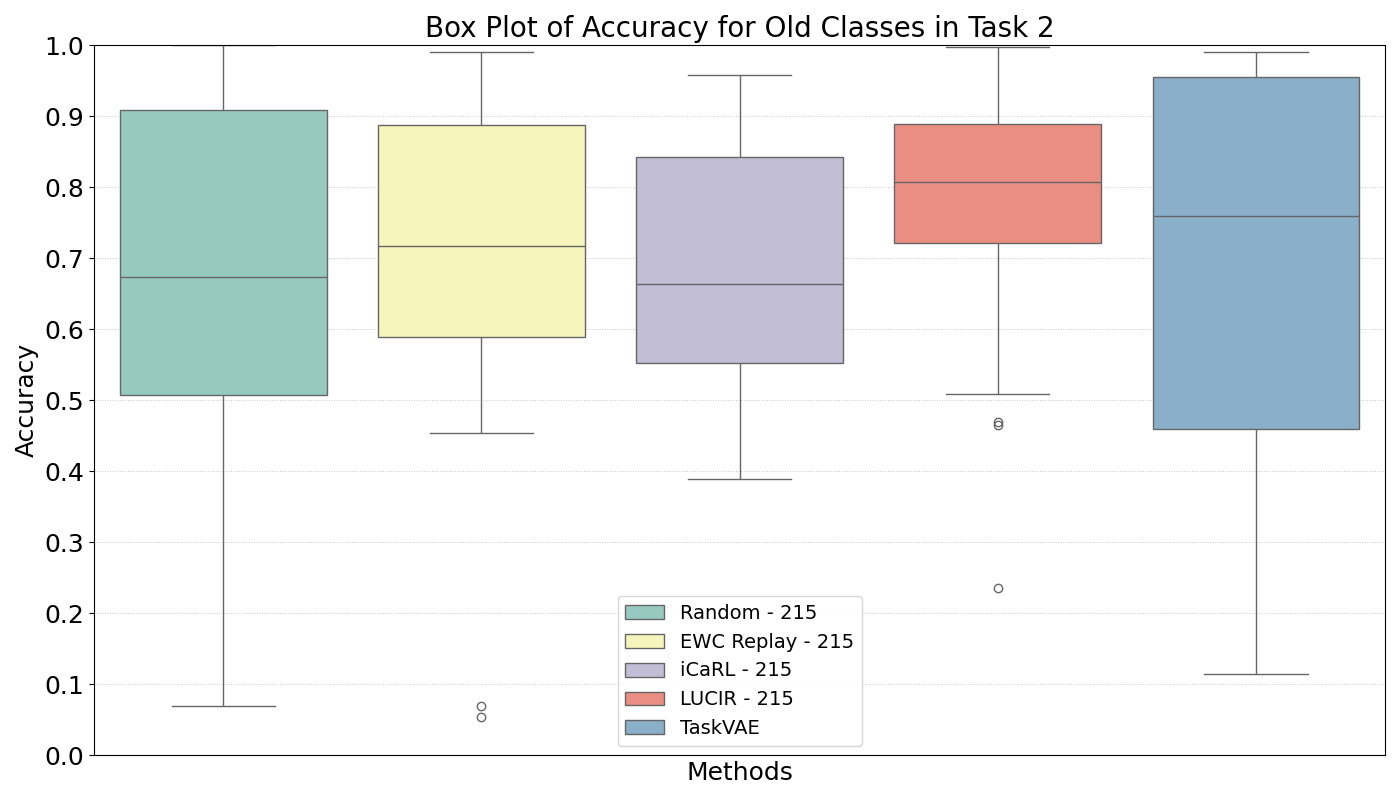 Box Plot of Accuracy for Old Classes in Task 2
Accuracy
1.0
0.9
0.8
0.7
0.6
0.5
0.4
0.3
0.2
0.1
0.0
Random - 215
EWC Replay - 215
iCaRL - 215
LUCIR - 215
TaskVAE
Methods